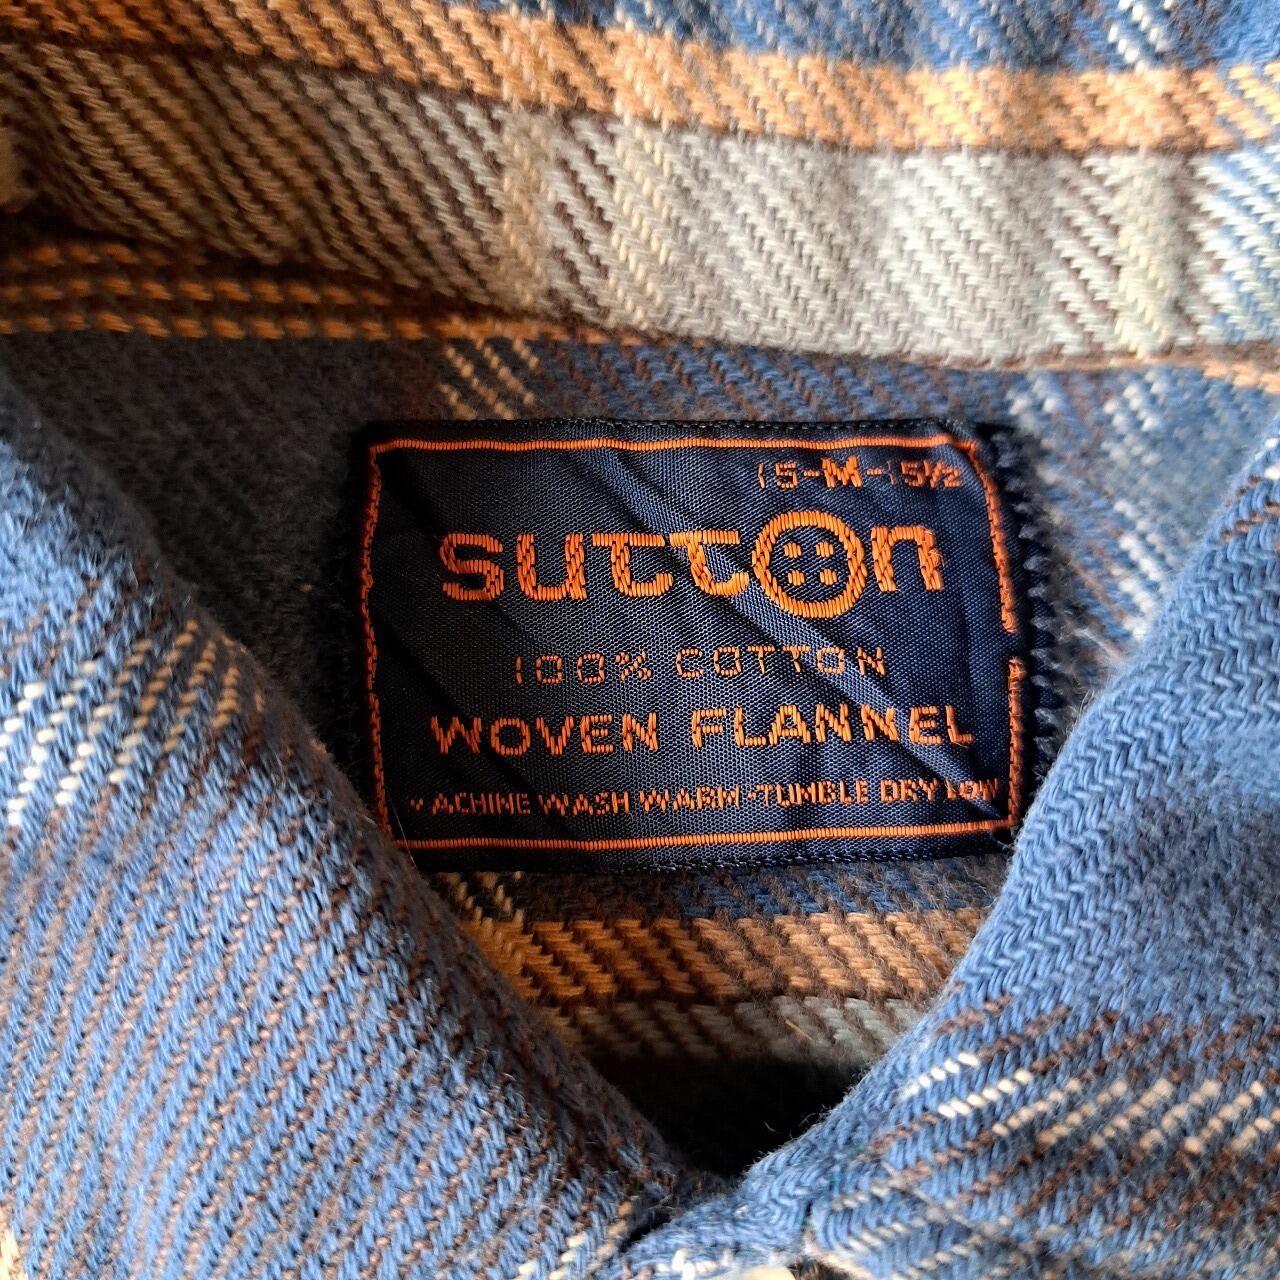 15-M-15½
sutton
100% COTTON
WOVEN FLANNEL
MACHINE WASH WARM-TUMBLE DRY LOW